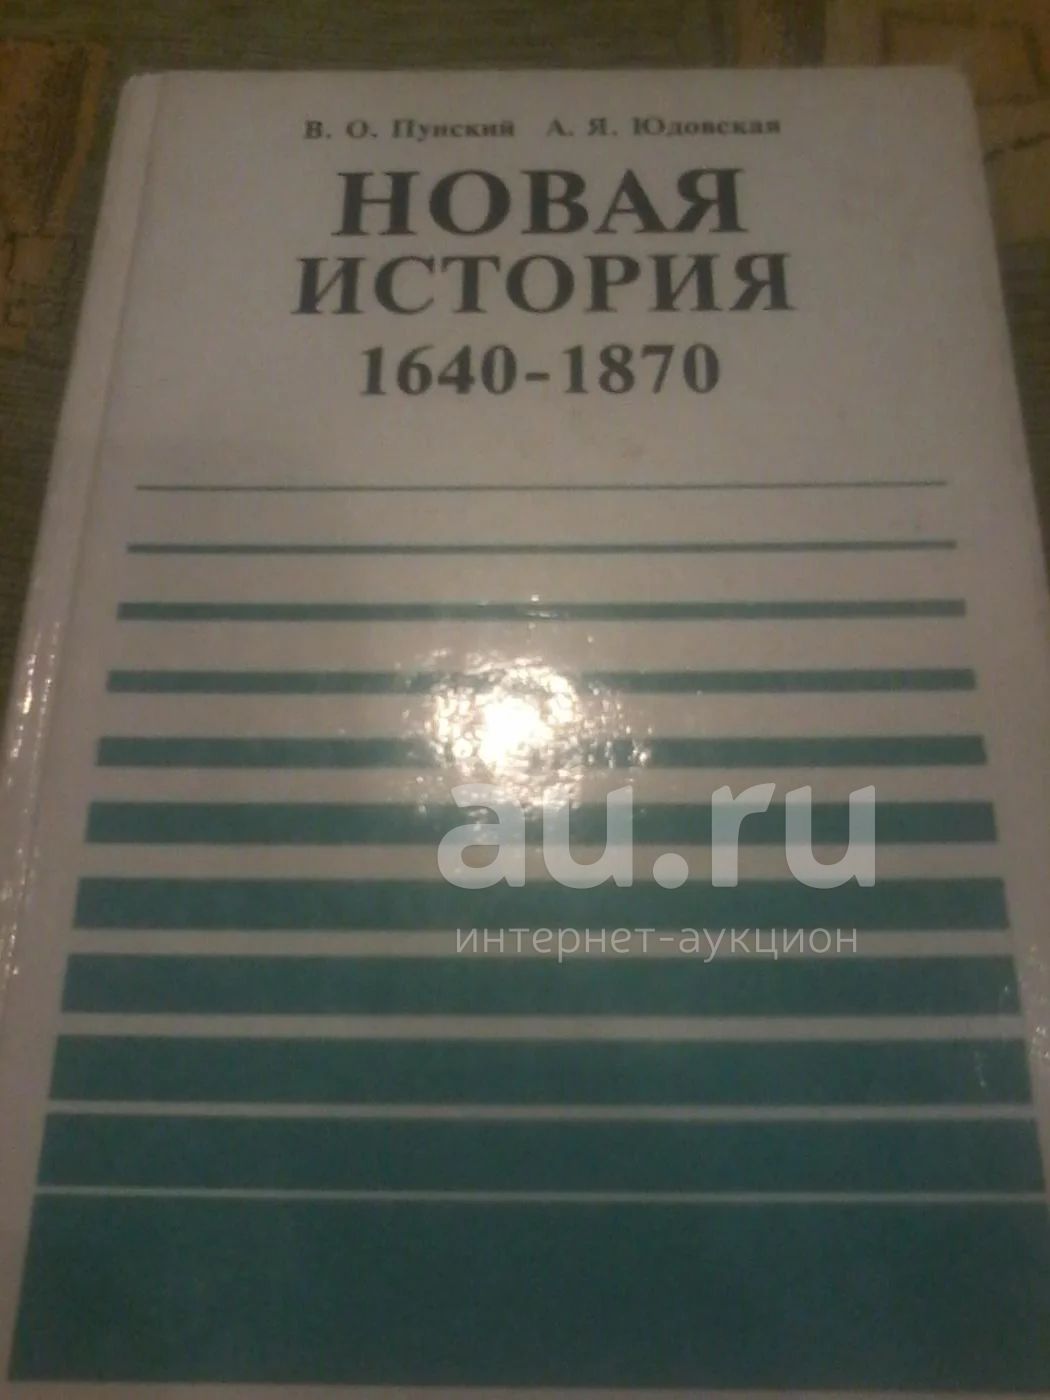 В. О. Пунский А. Я. Юдовская
НОВАЯ
ИСТОРИЯ
1640-1870
au.ru
интернет-аукцион